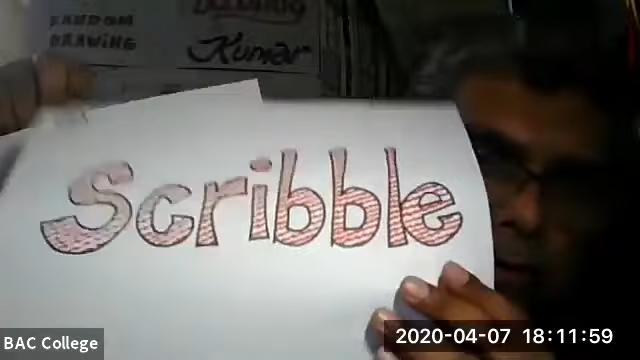 RANDOM
DRAWING
Kumar
Scribble
BAC College
2020-04-07 18:11:59